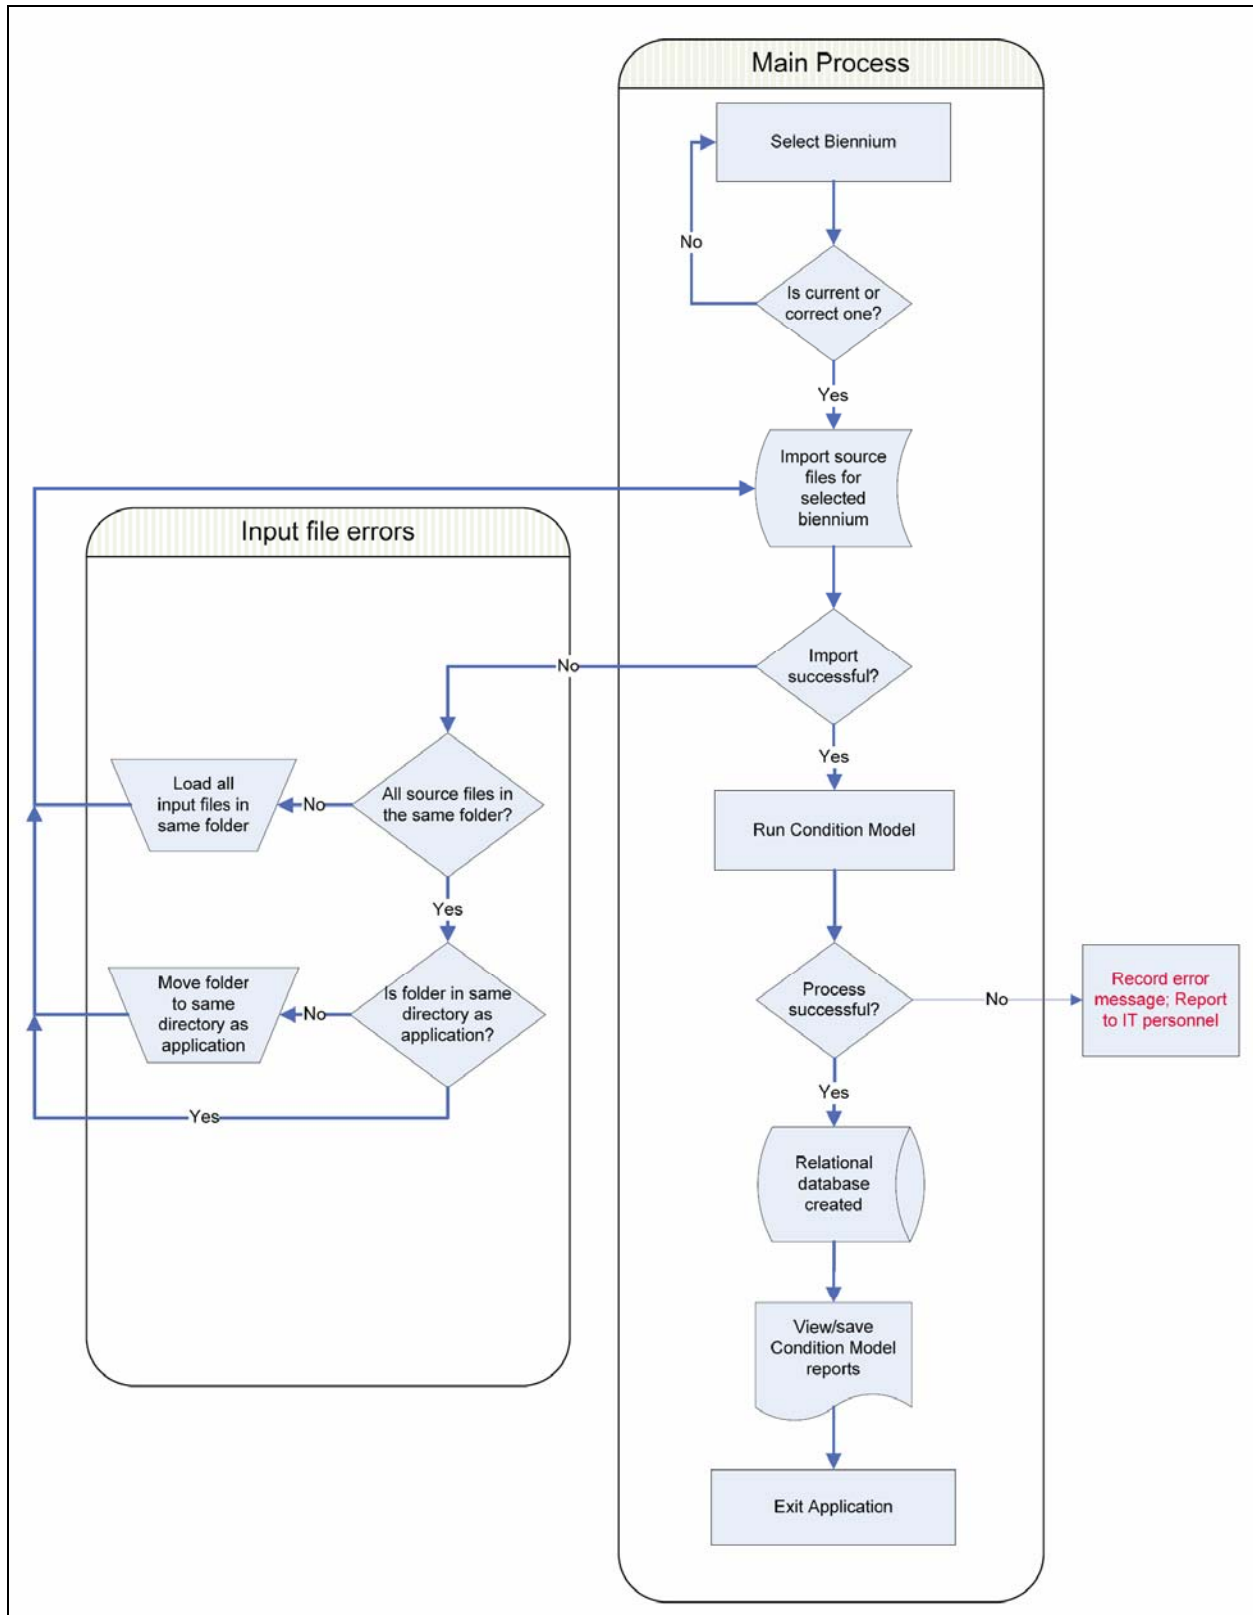 Main Process
Select Biennium
No
Is current or
correct one?
Yes
Import source
files for
selected
biennium
Input file errors
No
Import
successful?
Yes
Load all
input files in
same folder
No
All source files in
the same folder?
Run Condition Model
Yes
Move folder
to same
directory as
application
No
Is folder in same
directory as
application?
Process
successful?
No
Record error
message; Report
to IT personnel
Yes
Yes
Relational
database
created
View/save
Condition Model
reports
Exit Application